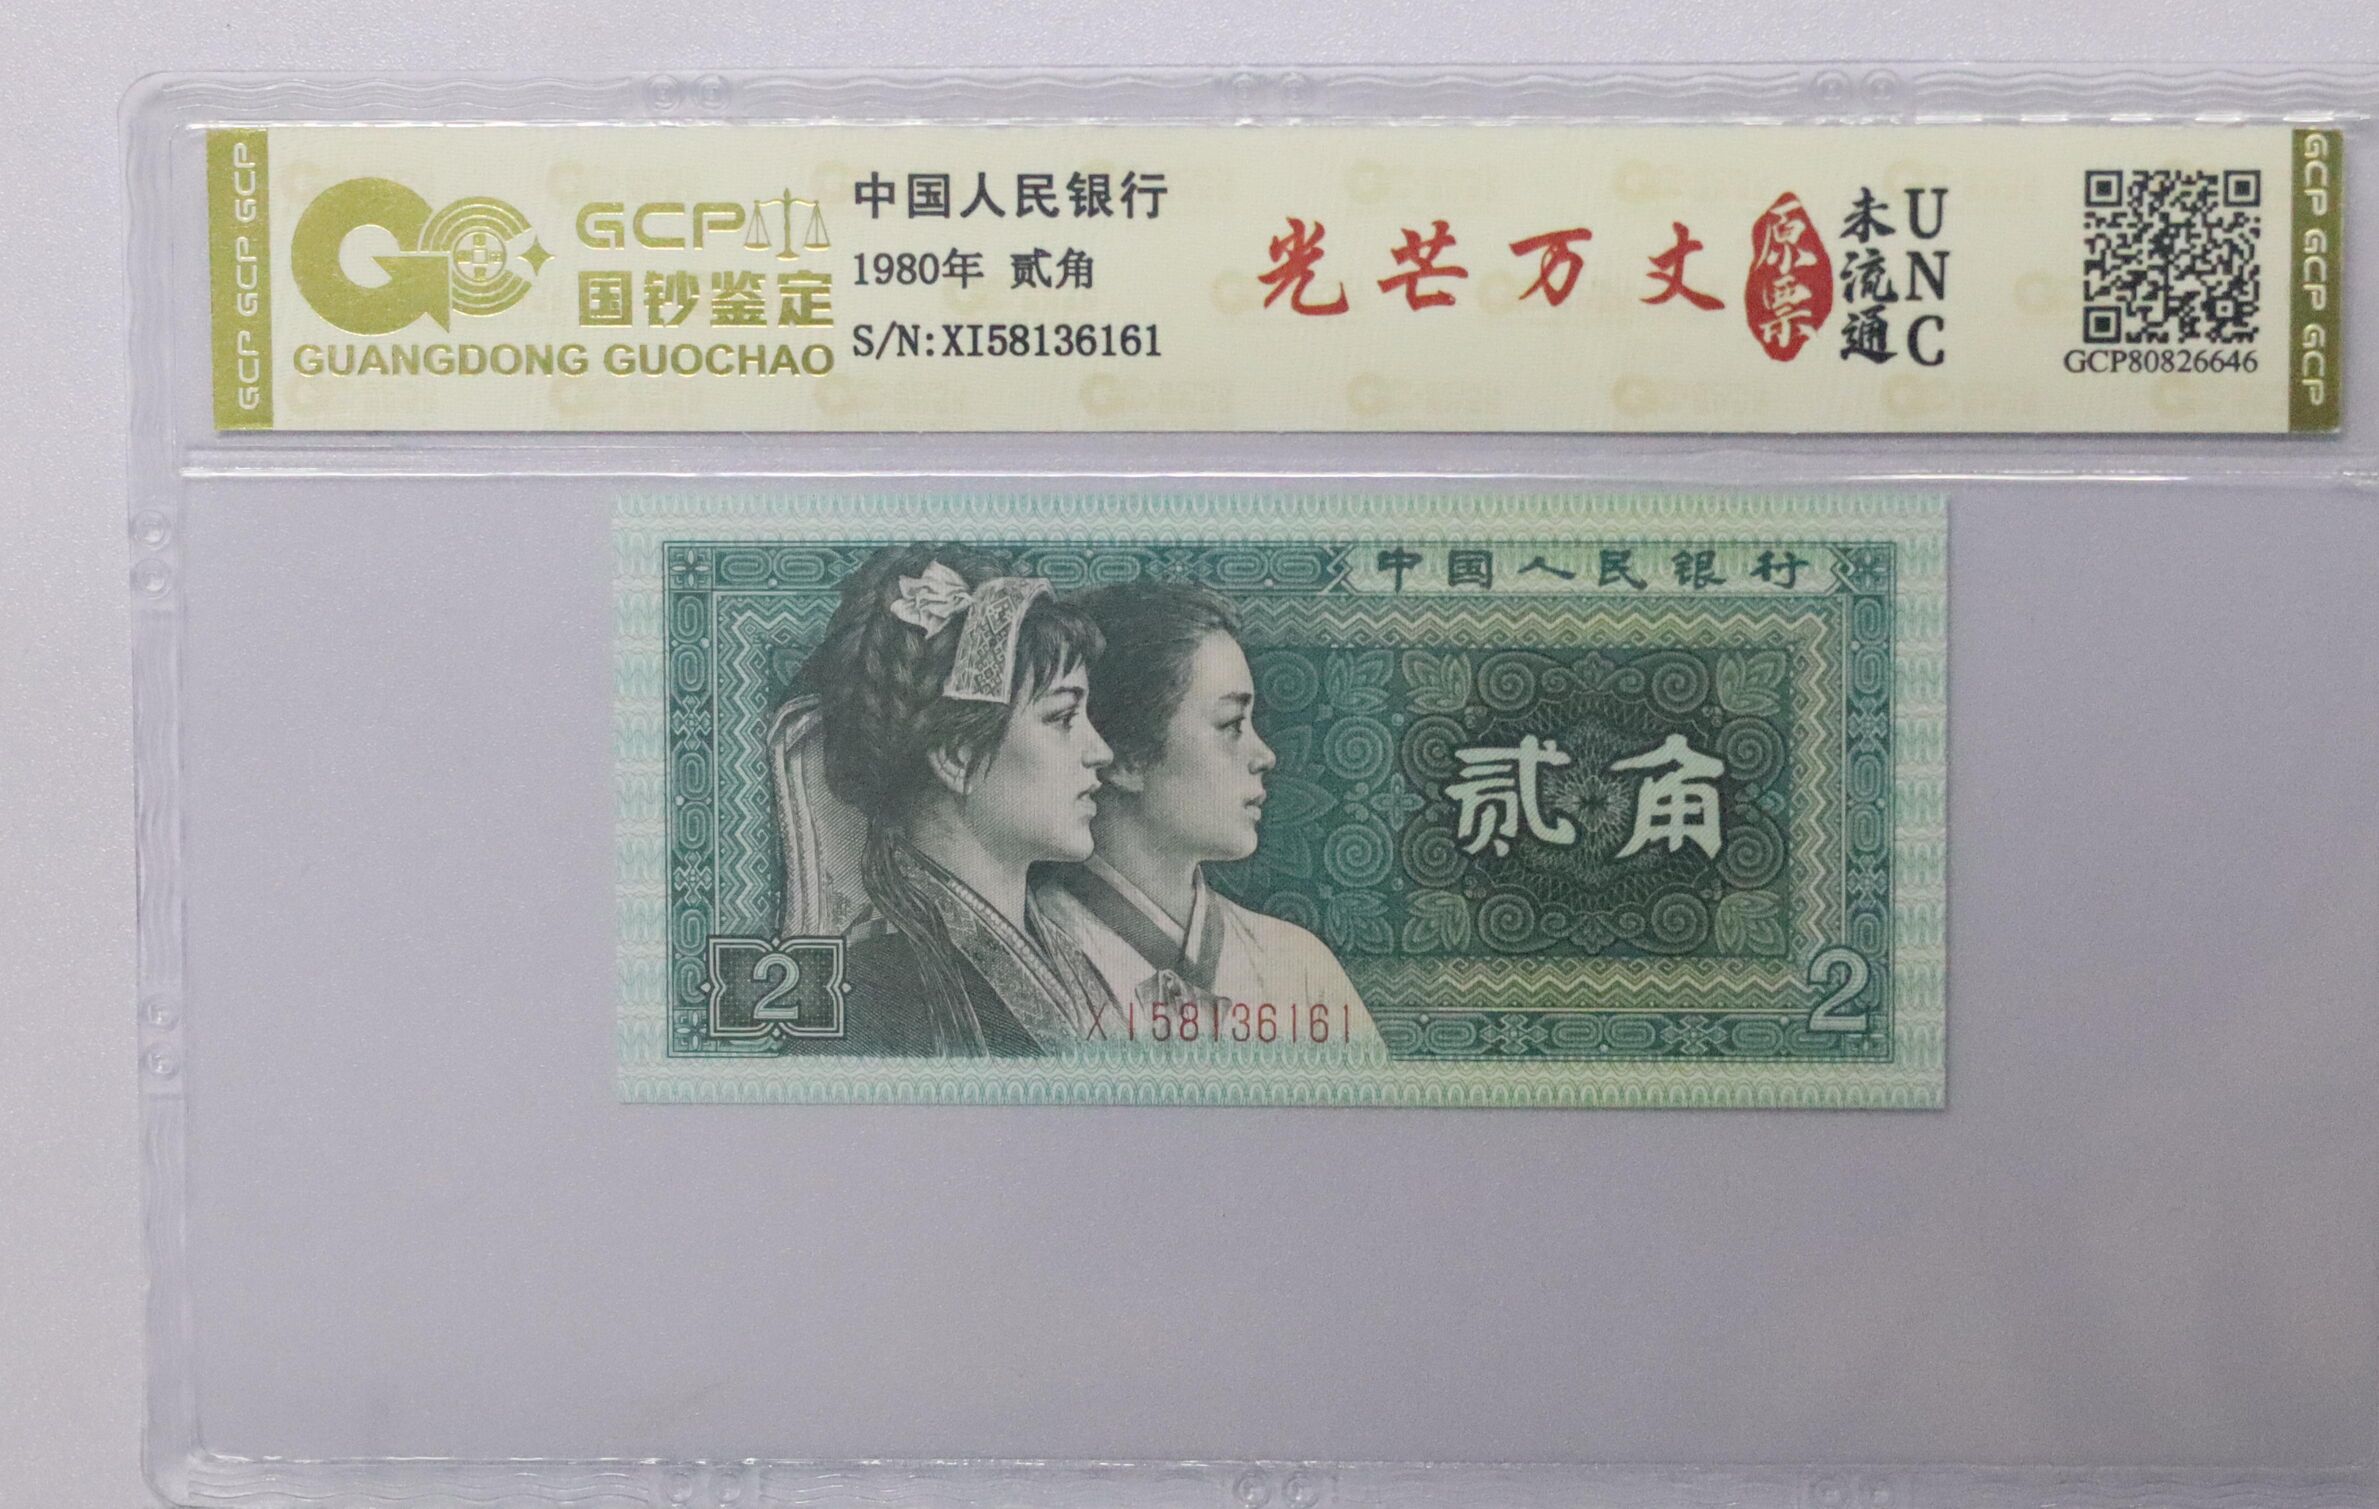 GCP GCP GCP GCP
GCP
国钞鉴定
GUANGDONG GUOCHAO
中国人民银行
1980年 贰角
S/N:XI58136161
光芒万丈
原票
未流通
UNC
GCP80826646
GCP GCP GCP
中国人民银行
贰角
2
2
XI58136161